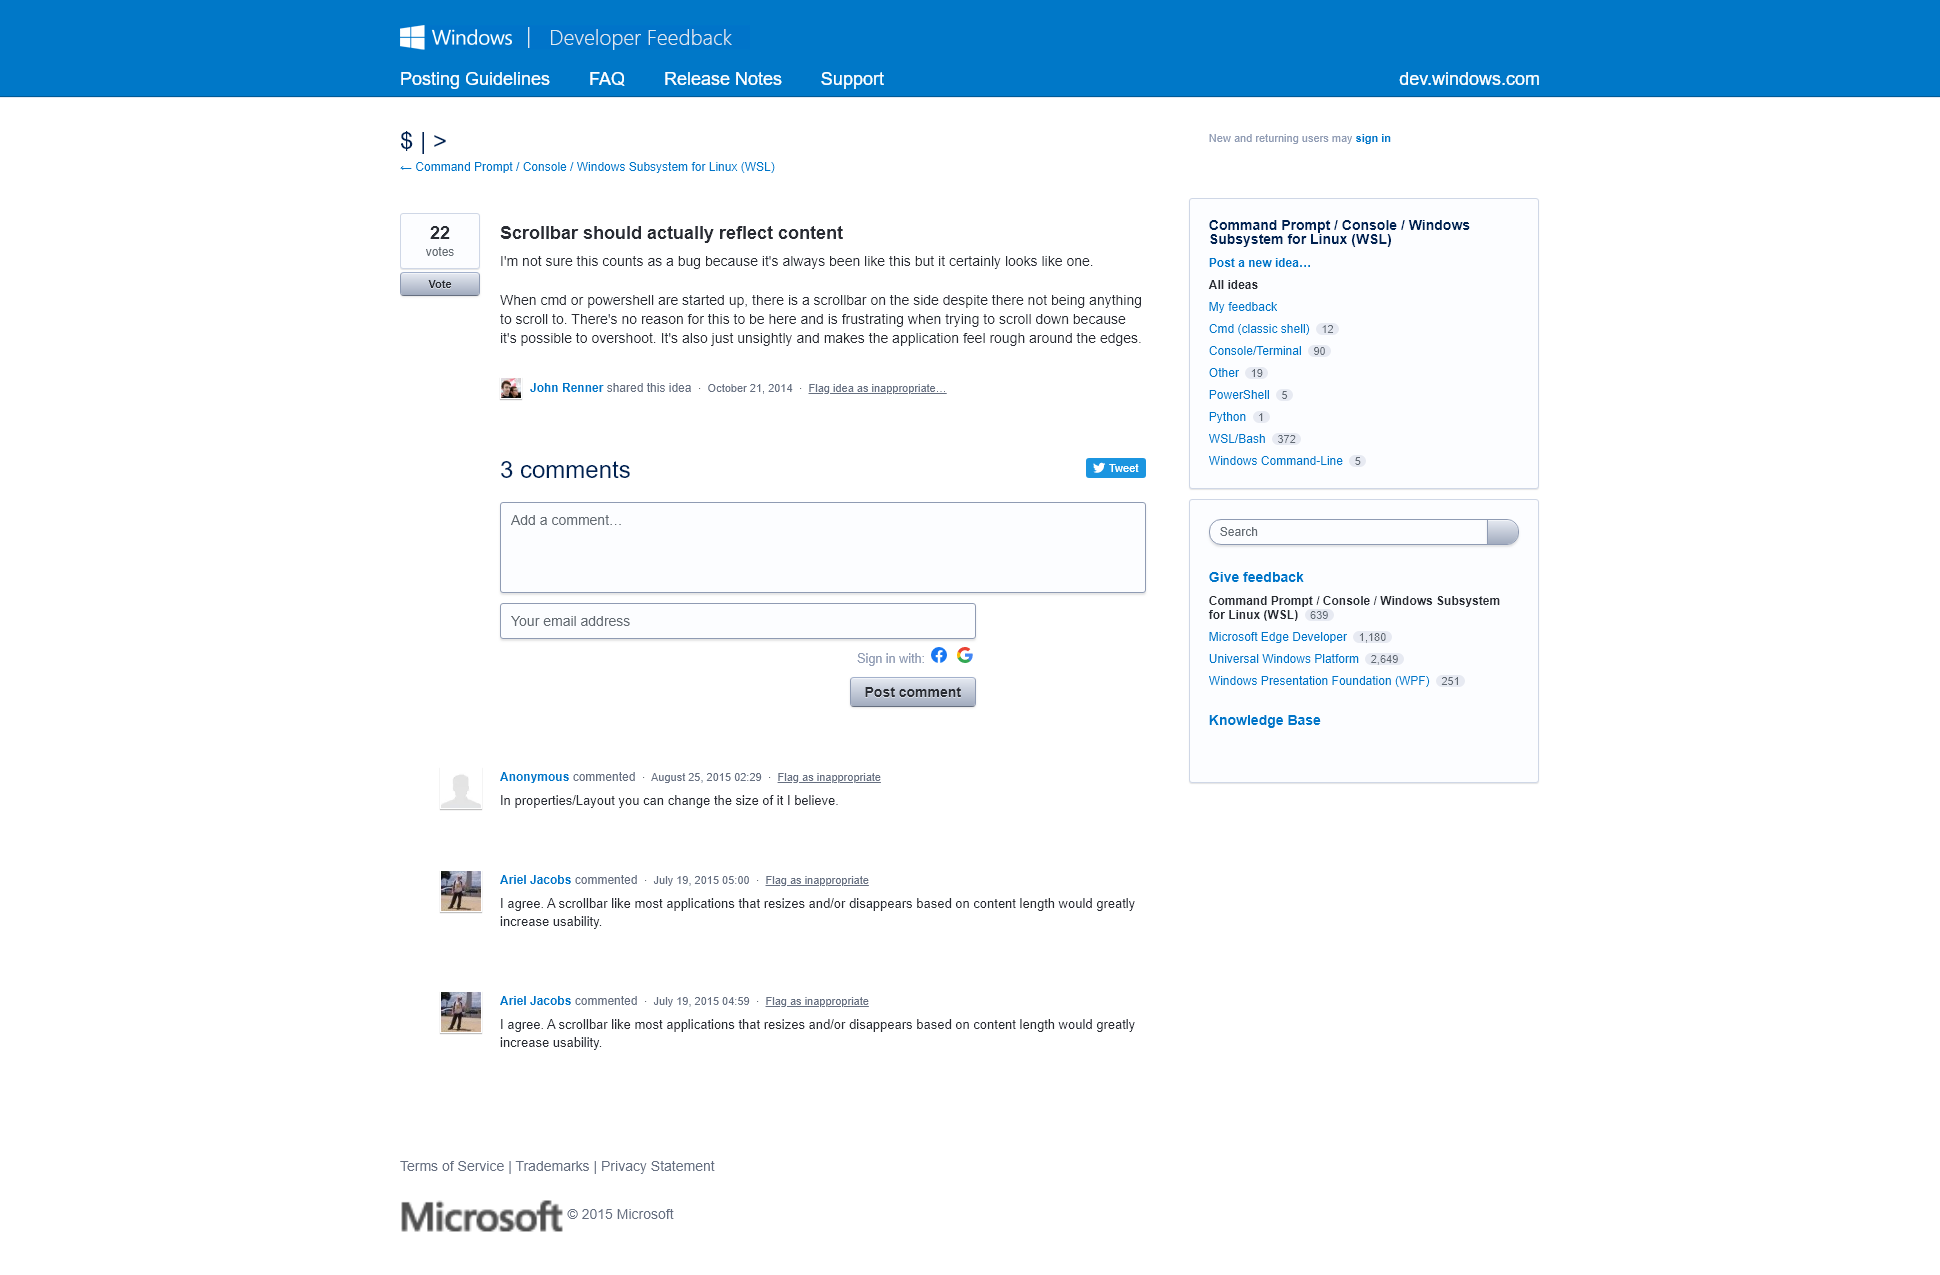 Windows | Developer Feedback
Posting Guidelines FAQ Release Notes Support dev.windows.com
$ | >
← Command Prompt / Console / Windows Subsystem for Linux (WSL)
New and returning users may sign in
22
votes
Vote
Scrollbar should actually reflect content
I'm not sure this counts as a bug because it's always been like this but it certainly looks like one.
When cmd or powershell are started up, there is a scrollbar on the side despite there not being anything
to scroll to. There's no reason for this to be here and is frustrating when trying to scroll down because
it's possible to overshoot. It's also just unsightly and makes the application feel rough around the edges.
John Renner shared this idea · October 21, 2014 · Flag idea as inappropriate…
3 comments
Tweet
Add a comment…
Your email address
Sign in with:
Post comment
Anonymous commented · August 25, 2015 02:29 · Flag as inappropriate
In properties/Layout you can change the size of it I believe.
Ariel Jacobs commented · July 19, 2015 05:00 · Flag as inappropriate
I agree. A scrollbar like most applications that resizes and/or disappears based on content length would greatly
increase usability.
Ariel Jacobs commented · July 19, 2015 04:59 · Flag as inappropriate
I agree. A scrollbar like most applications that resizes and/or disappears based on content length would greatly
increase usability.
Command Prompt / Console / Windows
Subsystem for Linux (WSL)
Post a new idea…
All ideas
My feedback
Cmd (classic shell) 12
Console/Terminal 90
Other 19
PowerShell 5
Python 1
WSL/Bash 372
Windows Command-Line 5
Search
Give feedback
Command Prompt / Console / Windows Subsystem
for Linux (WSL) 639
Microsoft Edge Developer 1,180
Universal Windows Platform 2,649
Windows Presentation Foundation (WPF) 251
Knowledge Base
Terms of Service | Trademarks | Privacy Statement
Microsoft © 2015 Microsoft